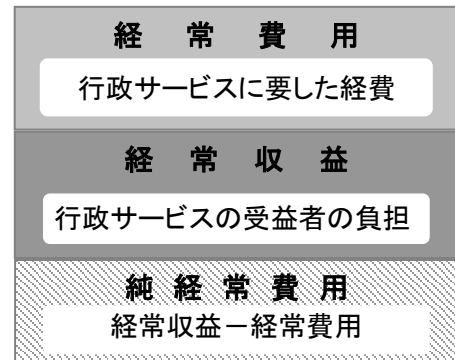 経常費用
行政サービスに要した経費
経常収益
行政サービスの受益者の負担
純経常費用
経常収益－経常費用